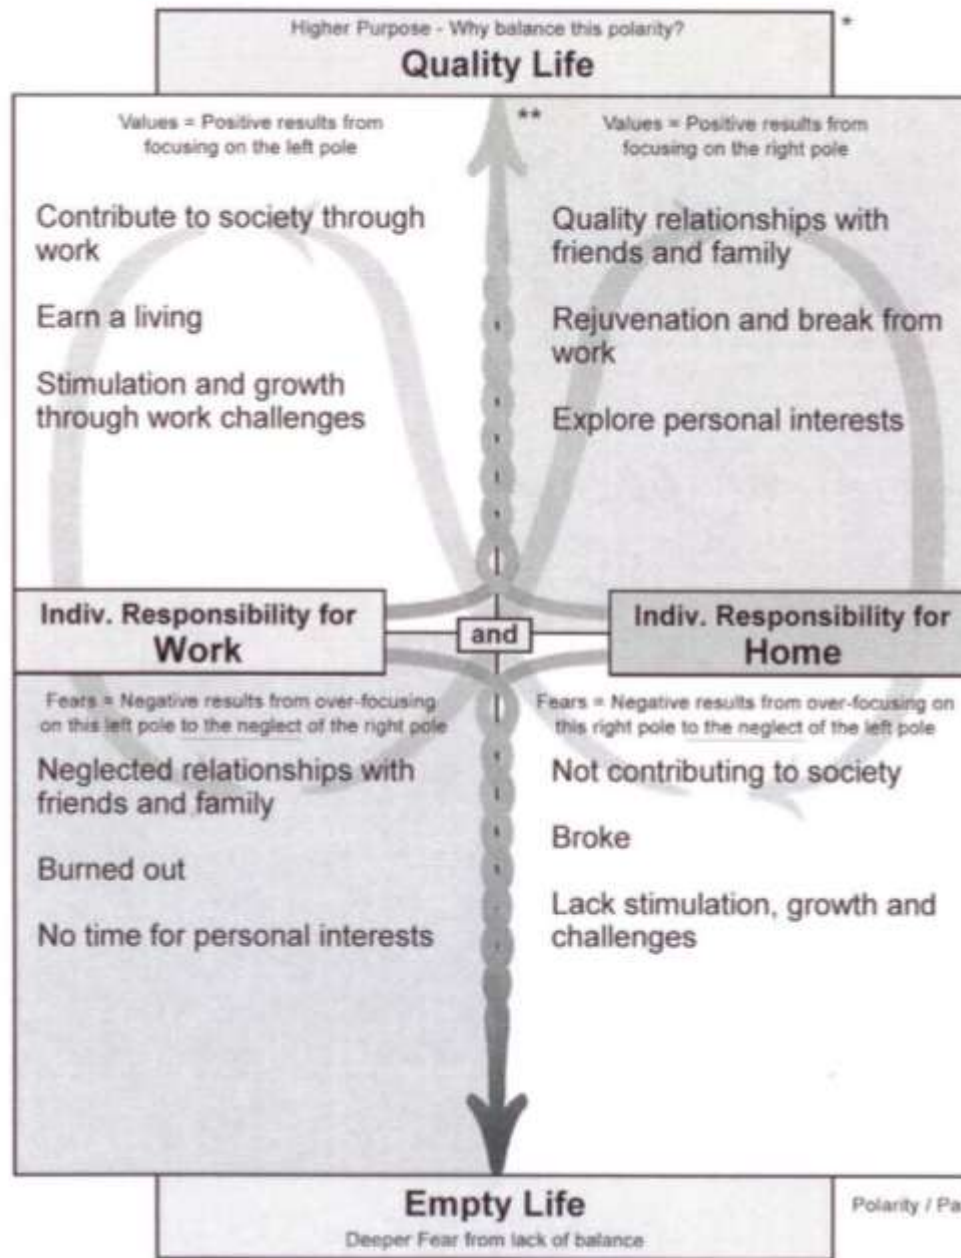 Higher Purpose - Why balance this polarity?
*
Quality Life
**
Values = Positive results from
focusing on the left pole
Contribute to society through
work
Earn a living
Stimulation and growth
through work challenges
Values = Positive results from
focusing on the right pole
Quality relationships with
friends and family
Rejuvenation and break from
work
Explore personal interests
Indiv. Responsibility for
Work
and
Indiv. Responsibility for
Home
Fears = Negative results from over-focusing
on this left pole to the neglect of the right pole
Neglected relationships with
friends and family
Burned out
No time for personal interests
Fears = Negative results from over-focusing on
this right pole to the neglect of the left pole
Not contributing to society
Broke
Lack stimulation, growth and
challenges
Empty Life
Deeper Fear from lack of balance
Polarity / Pa